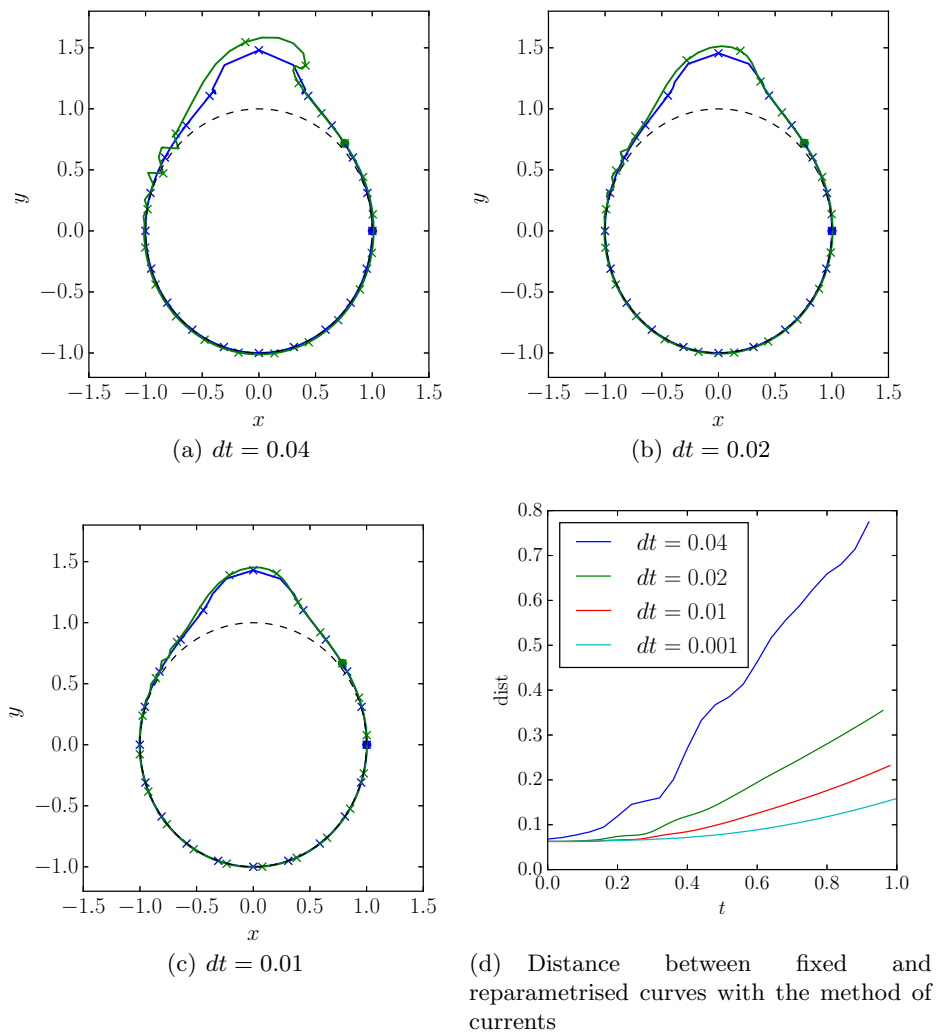 1.5
1.0
0.5
0.0
−0.5
−1.0
y
−1.5 −1.0 −0.5 0.0 0.5 1.0 1.5
x
(a) dt = 0.04
1.5
1.0
0.5
0.0
−0.5
−1.0
y
−1.5 −1.0 −0.5 0.0 0.5 1.0 1.5
x
(b) dt = 0.02
1.5
1.0
0.5
0.0
−0.5
−1.0
y
−1.5 −1.0 −0.5 0.0 0.5 1.0 1.5
x
(c) dt = 0.01
0.8
0.7
0.6
0.5
0.4
0.3
0.2
0.1
0.0
dist
dt = 0.04
dt = 0.02
dt = 0.01
dt = 0.001
0.0 0.2 0.4 0.6 0.8 1.0
t
(d) Distance between fixed and
reparametrised curves with the method of
currents